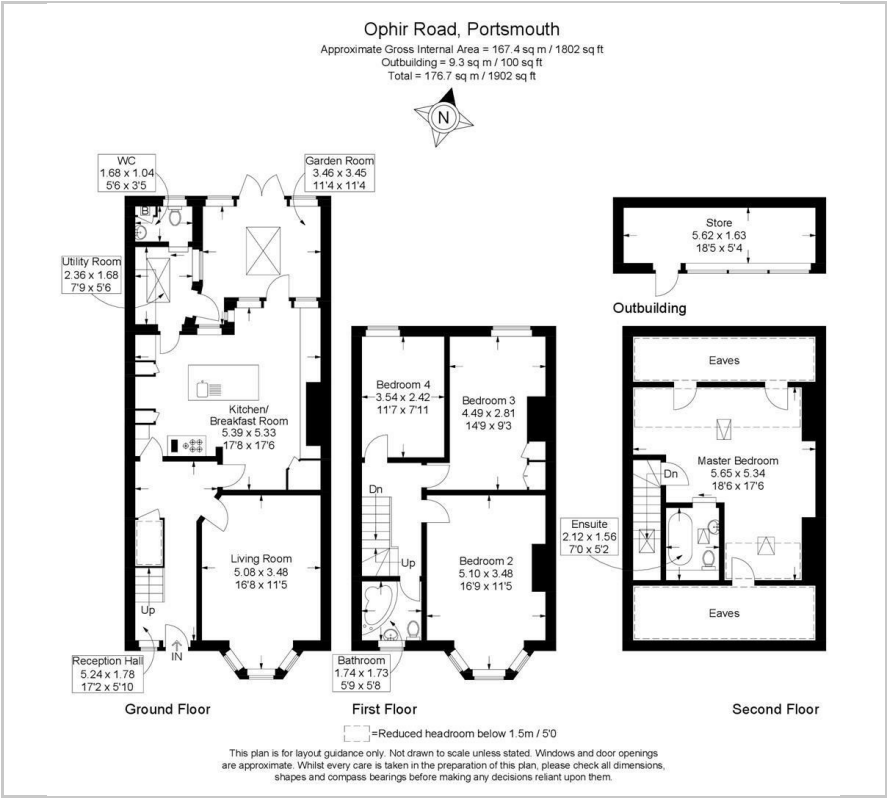 Ophir Road, Portsmouth
Approximate Gross Internal Area = 167.4 sq m / 1802 sq ft
Outbuilding = 9.3 sq m / 100 sq ft
Total = 176.7 sq m / 1902 sq ft
N
WC
1.68 x 1.04
5'6 x 3'5
Garden Room
3.46 x 3.45
11'4 x 11'4
B
Utility Room
2.36 x 1.68
7'9 x 5'6
Kitchen/
Breakfast Room
5.39 x 5.33
17'8 x 17'6
Living Room
5.08 x 3.48
16'8 x 11'5
Up
IN
Reception Hall
5.24 x 1.78
17'2 x 5'10
Ground Floor
Bedroom 4
3.54 x 2.42
11'7 x 7'11
Bedroom 3
4.49 x 2.81
14'9 x 9'3
Dn
Up
Bedroom 2
5.10 x 3.48
16'9 x 11'5
Bathroom
1.74 x 1.73
5'9 x 5'8
First Floor
Store
5.62 x 1.63
18'5 x 5'4
Outbuilding
Eaves
Master Bedroom
5.65 x 5.34
18'6 x 17'6
Dn
Ensuite
2.12 x 1.56
7'0 x 5'2
Eaves
Second Floor
=Reduced headroom below 1.5m / 5'0
This plan is for layout guidance only. Not drawn to scale unless stated. Windows and door openings
are approximate. Whilst every care is taken in the preparation of this plan, please check all dimensions,
shapes and compass bearings before making any decisions reliant upon them.